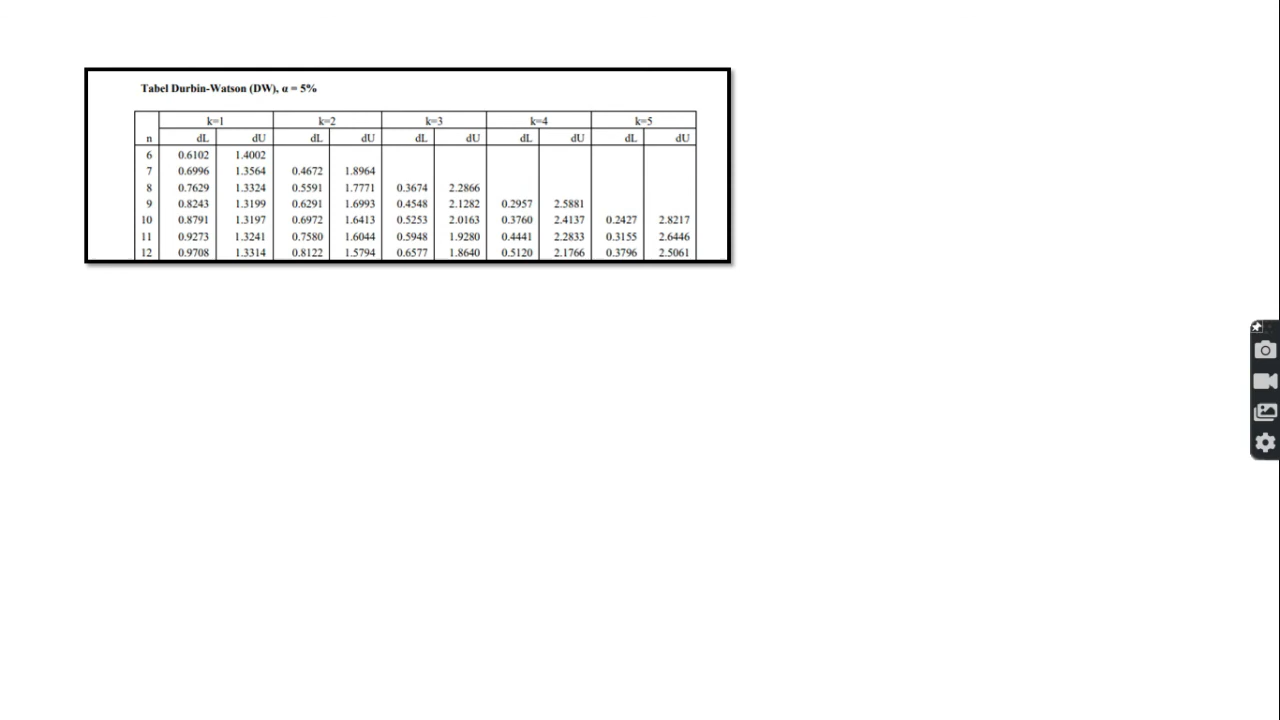 Tabel Durbin-Watson (DW), α = 5%
k=1 k=2 k=3 k=4 k=5
n dL dU dL dU dL dU dL dU dL dU
6 0.6102 1.4002
7 0.6996 1.3564 0.4672 1.8964
8 0.7629 1.3324 0.5591 1.7771 0.3674 2.2866
9 0.8243 1.3199 0.6291 1.6993 0.4548 2.1282 0.2957 2.5881
10 0.8791 1.3197 0.6972 1.6413 0.5253 2.0163 0.3760 2.4137 0.2427 2.8217
11 0.9273 1.3241 0.7580 1.6044 0.5948 1.9280 0.4441 2.2833 0.3155 2.6446
12 0.9708 1.3314 0.8122 1.5794 0.6577 1.8640 0.5120 2.1766 0.3796 2.5061